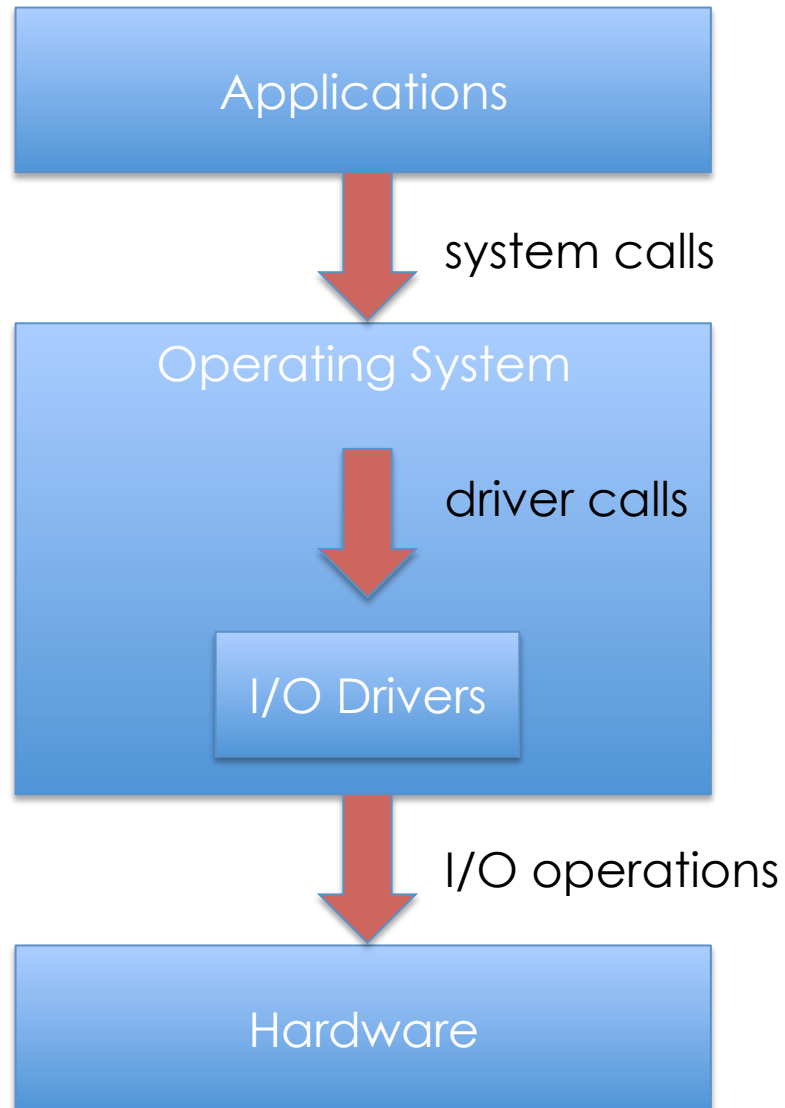 Applications
system calls
Operating System
driver calls
I/O Drivers
I/O operations
Hardware